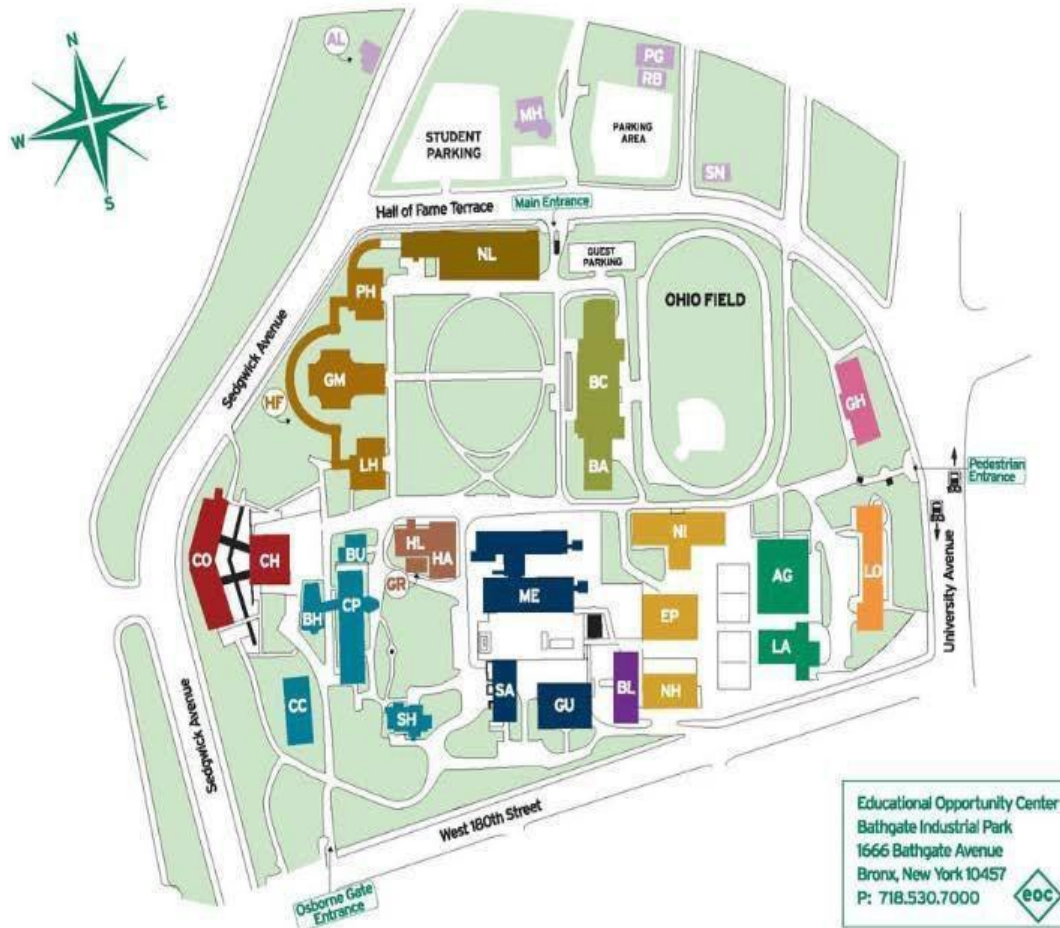 N
E
W
S
AL
PG
RB
MH
STUDENT
PARKING
PARKING
AREA
SN
Hall of Fame Terrace
Main Entrance
NL
GUEST
PARKING
PH
OHIO FIELD
Sedgwick Avenue
GM
BC
HF
GH
LH
BA
Pedestrian
Entrance
CO
CH
BU
HL
HA
NI
GR
AG
LO
BH
CP
ME
EP
University Avenue
LA
CC
SH
SA
GU
BL
NH
Sedgwick Avenue
West 180th Street
Osborne Gate
Entrance
Educational Opportunity Center
Bathgate Industrial Park
1666 Bathgate Avenue
Bronx, New York 10457
P: 718.530.7000
eoc